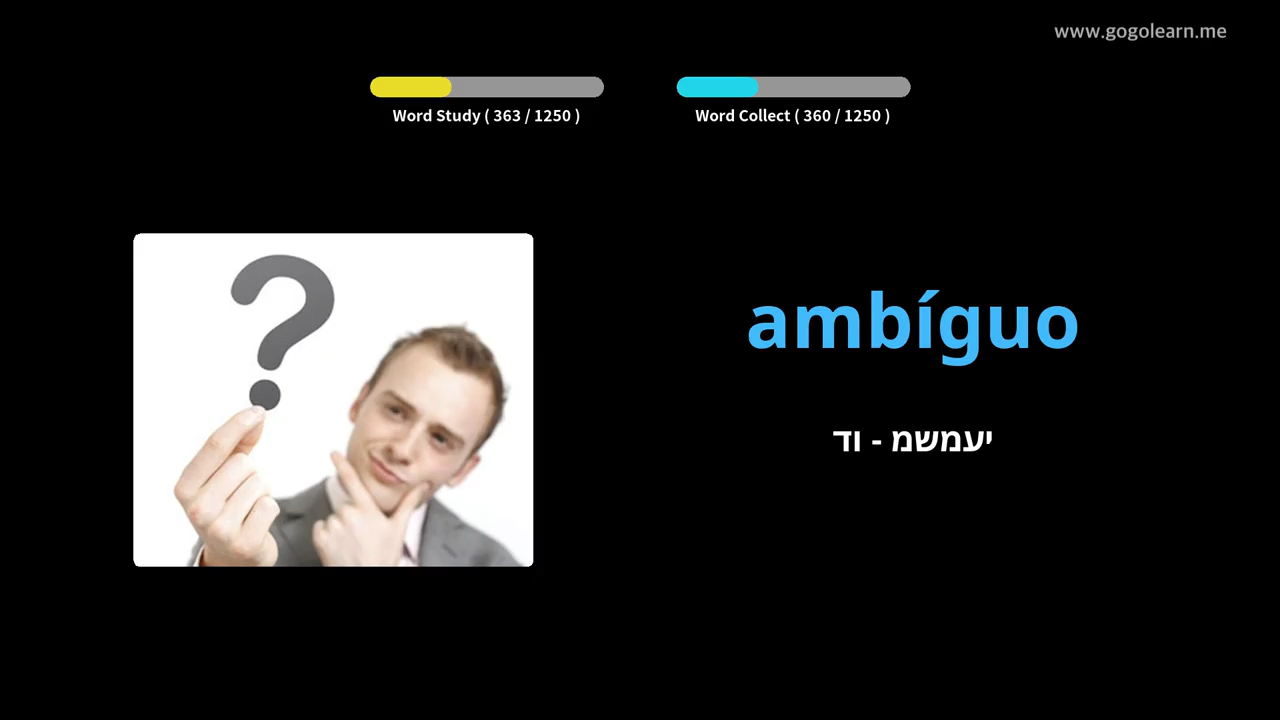 www.gogolearn.me
Word Study ( 363 / 1250 )
Word Collect ( 360 / 1250 )
ambíguo
יעמשמ - וד